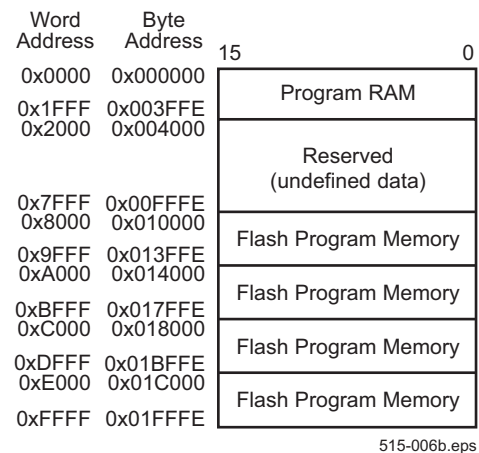 Word Byte
Address Address
15 0
0x0000 0x000000
Program RAM
0x1FFF 0x003FFE
0x2000 0x004000
Reserved
(undefined data)
0x7FFF 0x00FFFE
0x8000 0x010000
Flash Program Memory
0x9FFF 0x013FFE
0xA000 0x014000
Flash Program Memory
0xBFFF 0x017FFE
0xC000 0x018000
Flash Program Memory
0xDFFF 0x01BFFE
0xE000 0x01C000
Flash Program Memory
0xFFFF 0x01FFFE
515-006b.eps